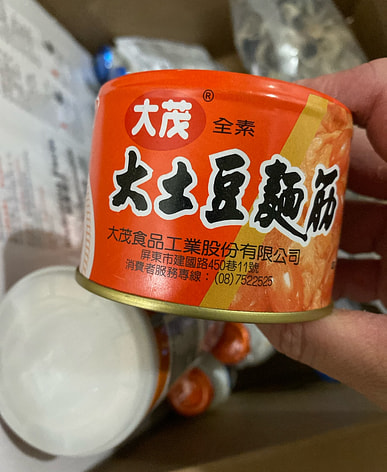 大茂®
全素
大土豆麵筋
大茂食品工業股份有限公司
屏東市建國路450巷11號
消費者服務專線：(08)7522525